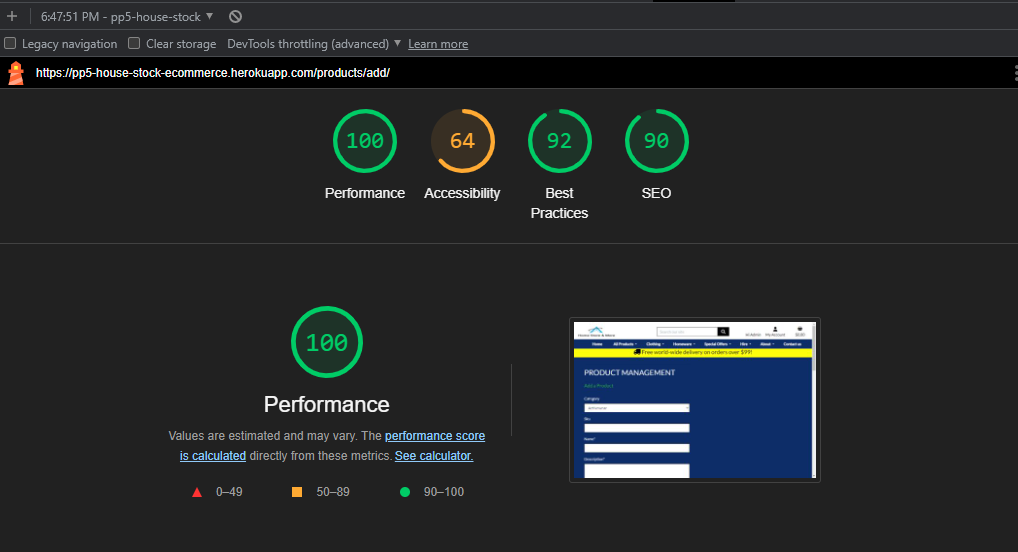 6:47:51 PM - pp5-house-stock
Legacy navigation Clear storage DevTools throttling (advanced) Learn more
https://pp5-house-stock-ecommerce.herokuapp.com/products/add/
100 64 92 90
Performance Accessibility Best Practices SEO
100
Performance
Values are estimated and may vary. The performance score
is calculated directly from these metrics. See calculator.
0–49 50–89 90–100
Home All Products Clothing Homeware Special Offers Hire About Contact us
Free world-wide delivery on orders over $99!
PRODUCT MANAGEMENT
Add a Product
Category
Sku
Name*
Description*